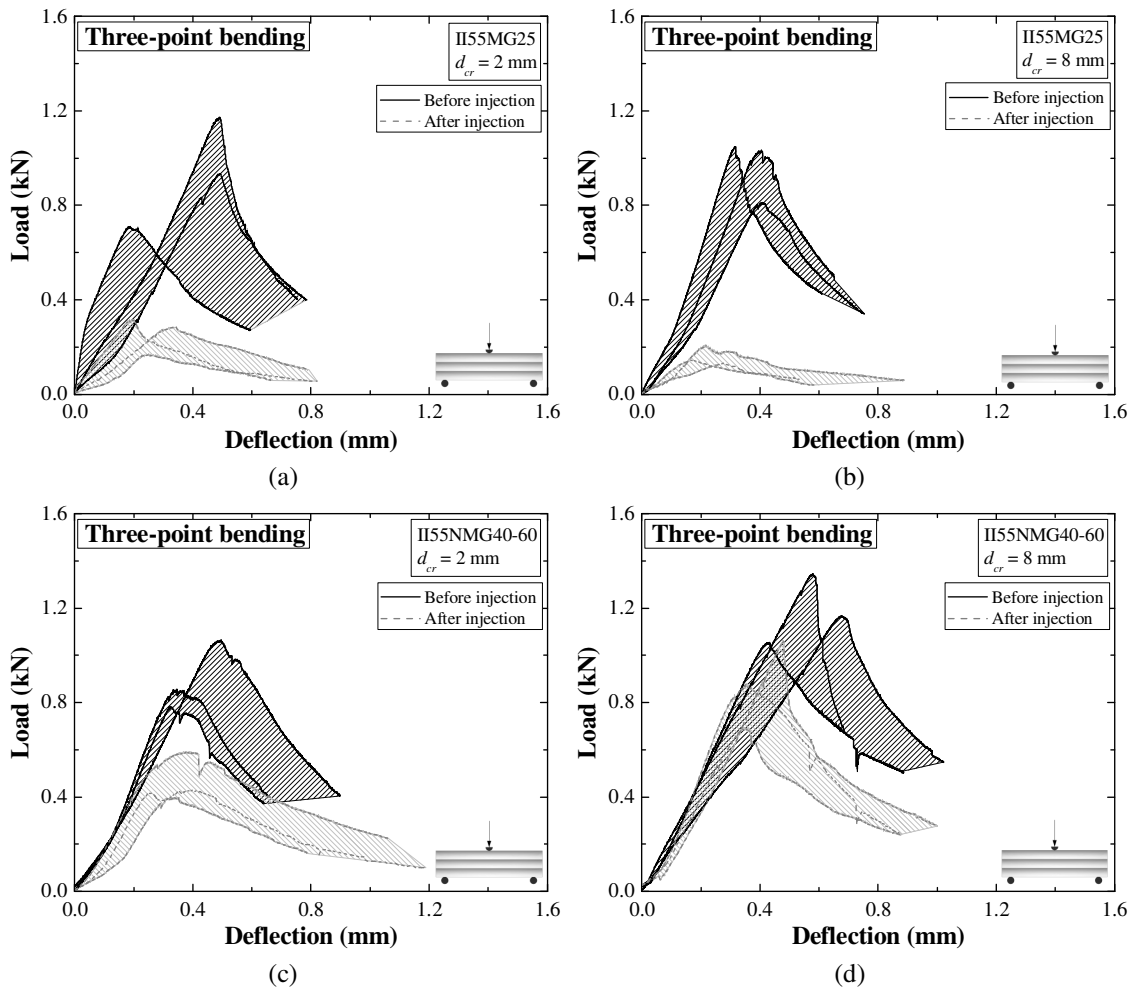 Three-point bending
II55MG25
d_cr = 2 mm
Before injection
After injection
Load (kN)
1.6
1.2
0.8
0.4
0.0
0.0 0.4 0.8 1.2 1.6
Deflection (mm)
(a)
Three-point bending
II55MG25
d_cr = 8 mm
Before injection
After injection
Load (kN)
1.6
1.2
0.8
0.4
0.0
0.0 0.4 0.8 1.2 1.6
Deflection (mm)
(b)
Three-point bending
II55NMG40-60
d_cr = 2 mm
Before injection
After injection
Load (kN)
1.6
1.2
0.8
0.4
0.0
0.0 0.4 0.8 1.2 1.6
Deflection (mm)
(c)
Three-point bending
II55NMG40-60
d_cr = 8 mm
Before injection
After injection
Load (kN)
1.6
1.2
0.8
0.4
0.0
0.0 0.4 0.8 1.2 1.6
Deflection (mm)
(d)